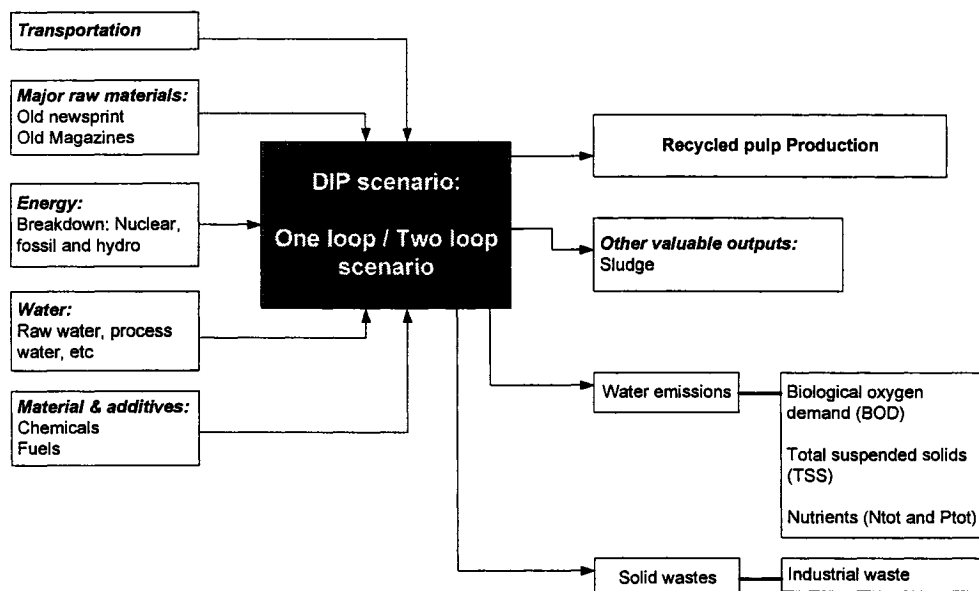 Transportation
Major raw materials:
Old newsprint
Old Magazines
Energy:
Breakdown: Nuclear,
fossil and hydro
Water:
Raw water, process
water, etc
Material & additives:
Chemicals
Fuels
DIP scenario:
One loop / Two loop
scenario
Recycled pulp Production
Other valuable outputs:
Sludge
Water emissions
Biological oxygen
demand (BOD)
Total suspended solids
(TSS)
Nutrients (Ntot and Ptot)
Solid wastes
Industrial waste